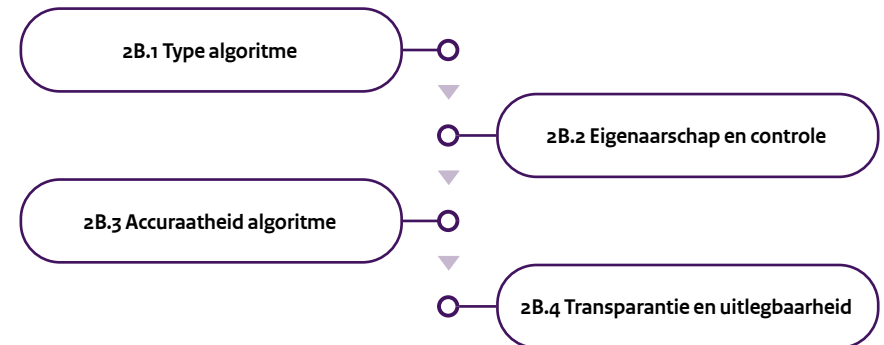 2B.1 Type algoritme
2B.2 Eigenaarschap en controle
2B.3 Accuraatheid algoritme
2B.4 Transparantie en uitlegbaarheid